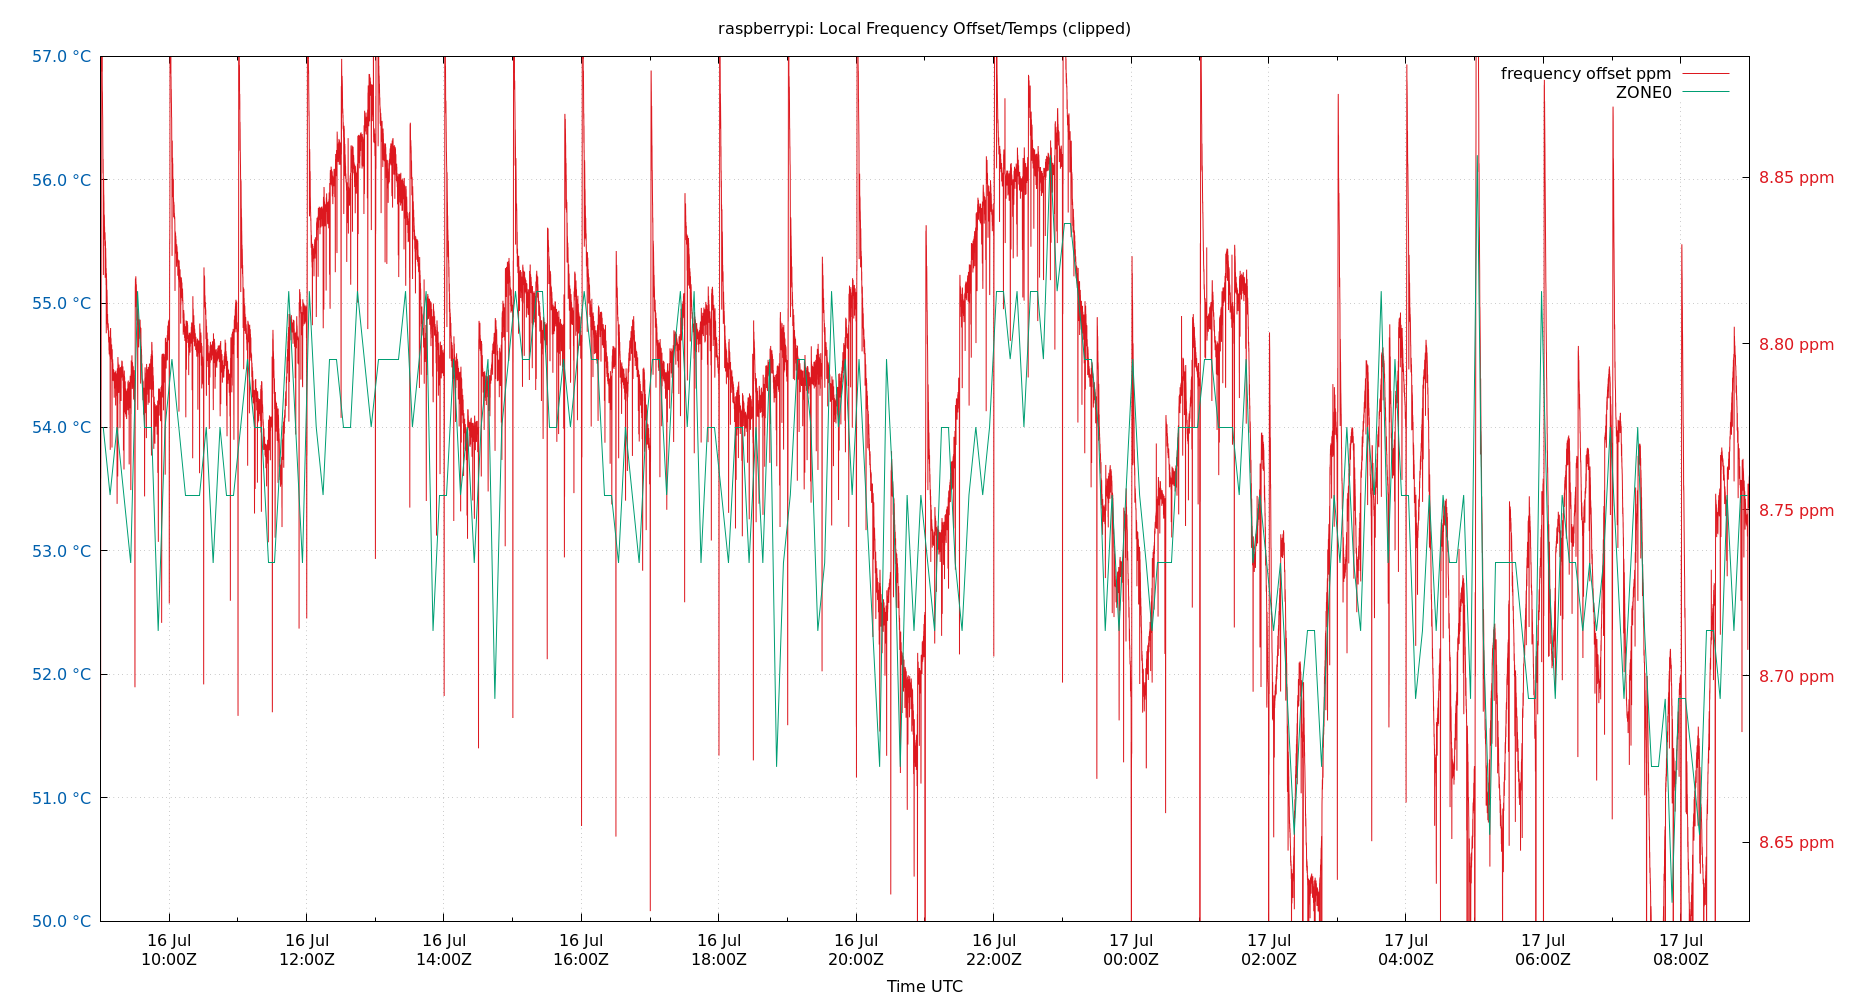 raspberrypi: Local Frequency Offset/Temps (clipped)
frequency offset ppm
ZONE0
57.0 °C
56.0 °C
55.0 °C
54.0 °C
53.0 °C
52.0 °C
51.0 °C
50.0 °C
8.85 ppm
8.80 ppm
8.75 ppm
8.70 ppm
8.65 ppm
16 Jul 16 Jul 16 Jul 16 Jul 16 Jul 16 Jul 16 Jul 17 Jul 17 Jul 17 Jul 17 Jul 17 Jul
10:00Z 12:00Z 14:00Z 16:00Z 18:00Z 20:00Z 22:00Z 00:00Z 02:00Z 04:00Z 06:00Z 08:00Z
Time UTC